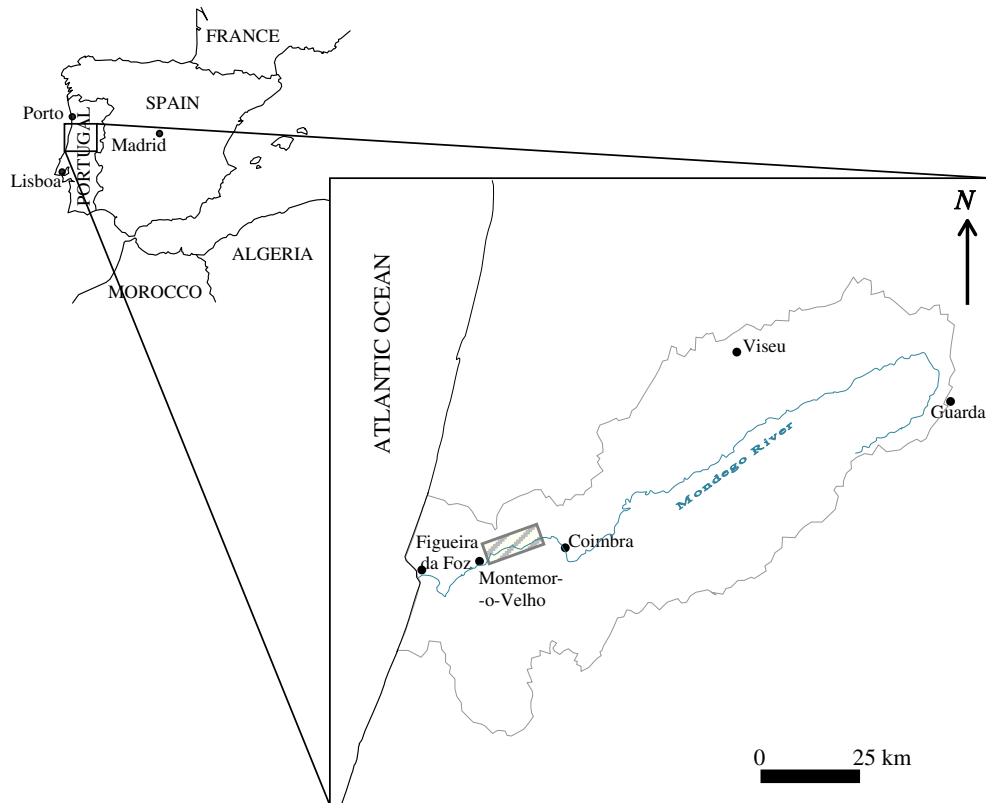 FRANCE
SPAIN
Porto
PORTUGAL
Madrid
Lisboa
ALGERIA
MOROCCO
N
ATLANTIC OCEAN
Viseu
Guarda
Mondego River
Figueira
da Foz
Coimbra
Montemor-
-o-Velho
0 25 km